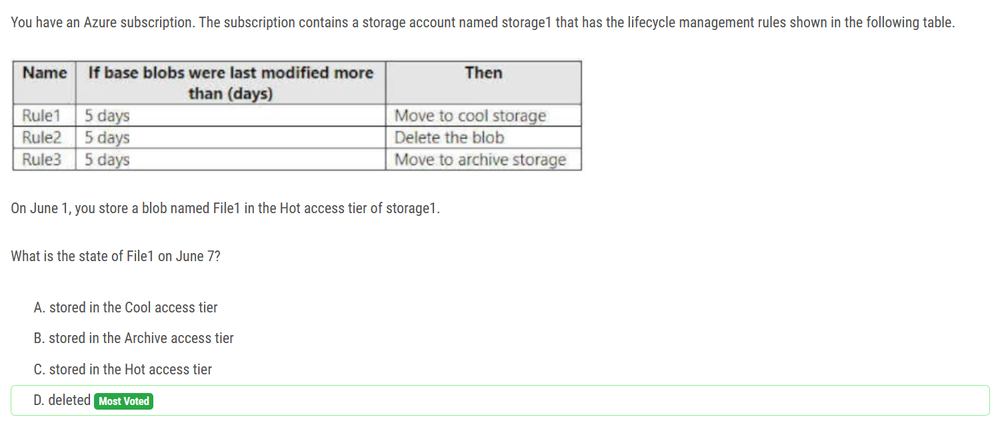 You have an Azure subscription. The subscription contains a storage account named storage1 that has the lifecycle management rules shown in the following table.
Name If base blobs were last modified more than (days) Then
Rule1 5 days Move to cool storage
Rule2 5 days Delete the blob
Rule3 5 days Move to archive storage
On June 1, you store a blob named File1 in the Hot access tier of storage1.
What is the state of File1 on June 7?
A. stored in the Cool access tier
B. stored in the Archive access tier
C. stored in the Hot access tier
D. deleted Most Voted